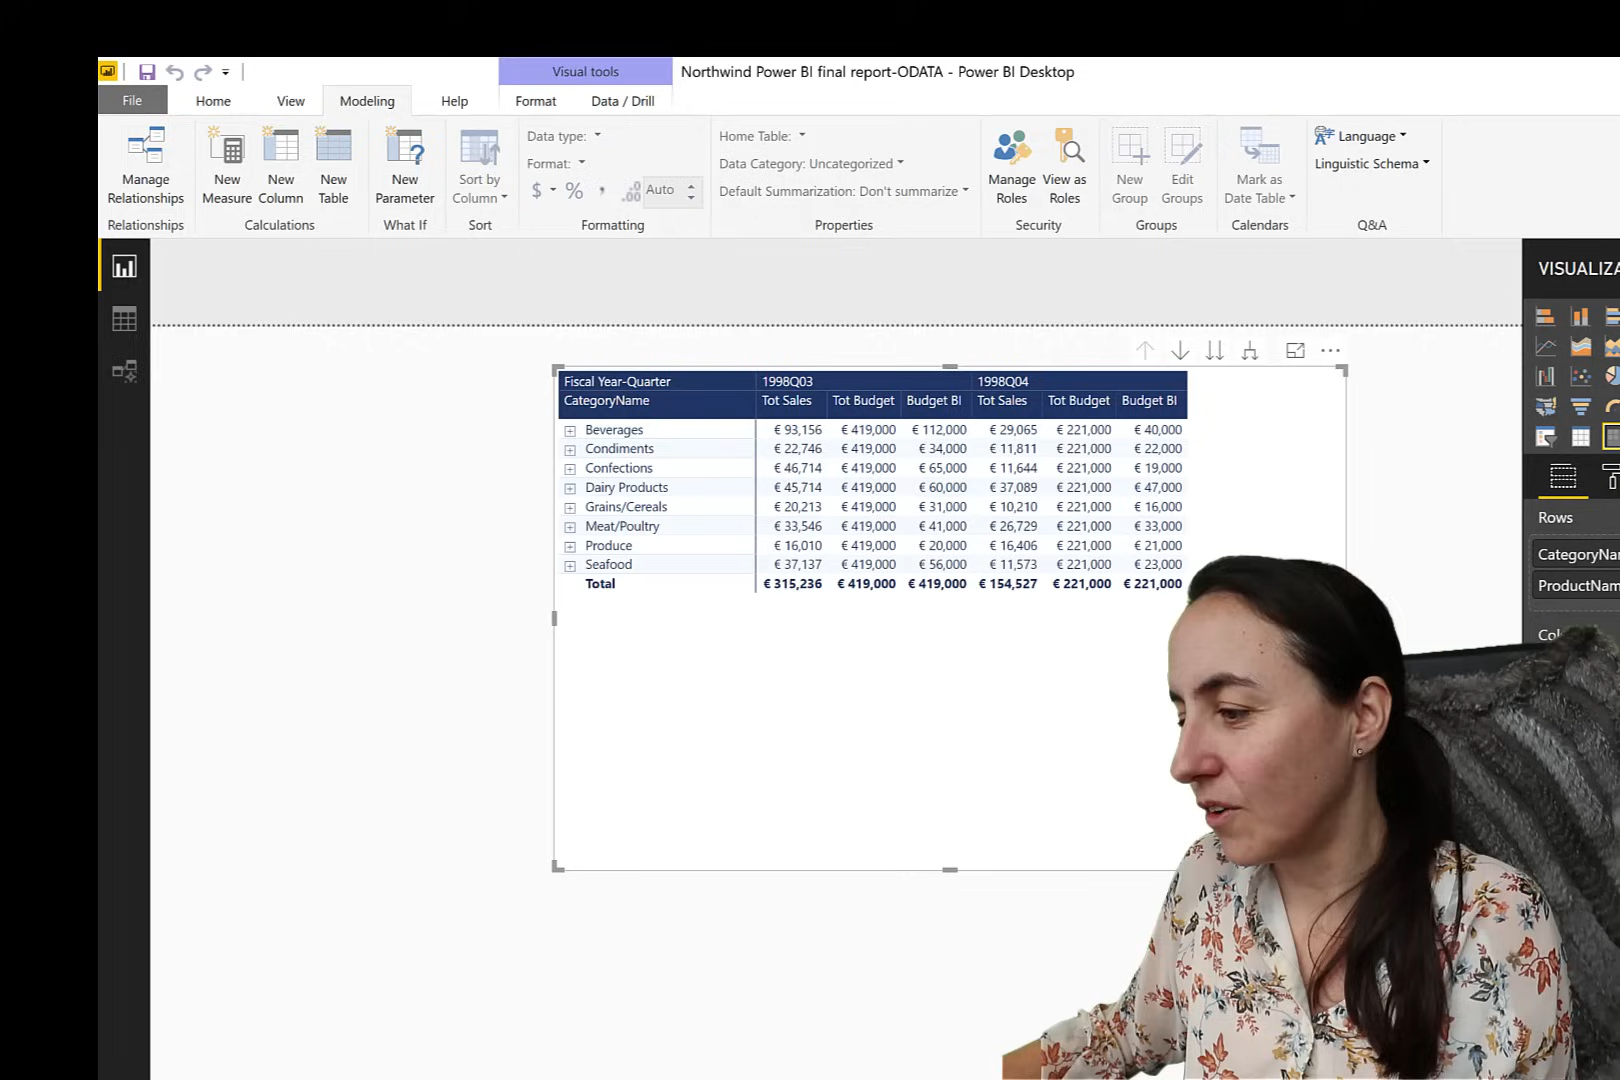 Visual tools
Northwind Power BI final report-ODATA - Power BI Desktop
File
Home
View
Modeling
Help
Format
Data / Drill
Manage Relationships
Relationships
New Measure
New Column
New Table
Calculations
New Parameter
What If
Sort by Column
Sort
Data type:
Format:
$ % , .00 Auto
Formatting
Home Table:
Data Category: Uncategorized
Default Summarization: Don't summarize
Properties
Manage Roles
View as Roles
Security
New Group
Edit Groups
Groups
Mark as Date Table
Calendars
Language
Linguistic Schema
Q&A
VISUALIZA
Fiscal Year-Quarter 1998Q03 1998Q04
CategoryName Tot Sales Tot Budget Budget BI Tot Sales Tot Budget Budget BI
Beverages € 93,156 € 419,000 € 112,000 € 29,065 € 221,000 € 40,000
Condiments € 22,746 € 419,000 € 34,000 € 11,811 € 221,000 € 22,000
Confections € 46,714 € 419,000 € 65,000 € 11,644 € 221,000 € 19,000
Dairy Products € 45,714 € 419,000 € 60,000 € 37,089 € 221,000 € 47,000
Grains/Cereals € 20,213 € 419,000 € 31,000 € 10,210 € 221,000 € 16,000
Meat/Poultry € 33,546 € 419,000 € 41,000 € 26,729 € 221,000 € 33,000
Produce € 16,010 € 419,000 € 20,000 € 16,406 € 221,000 € 21,000
Seafood € 37,137 € 419,000 € 56,000 € 11,573 € 221,000 € 23,000
Total € 315,236 € 419,000 € 419,000 € 154,527 € 221,000 € 221,000
Rows
CategoryNa
ProductNam
Col